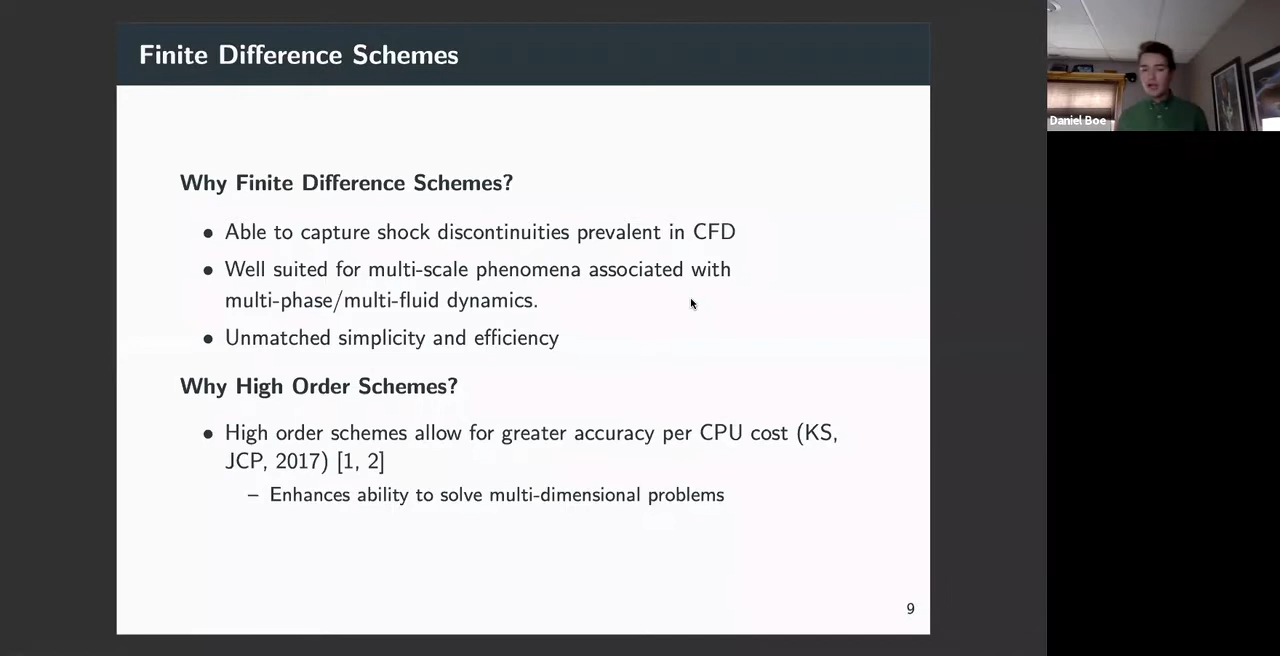 Finite Difference Schemes
Why Finite Difference Schemes?
• Able to capture shock discontinuities prevalent in CFD
• Well suited for multi-scale phenomena associated with
multi-phase/multi-fluid dynamics.
• Unmatched simplicity and efficiency
Why High Order Schemes?
• High order schemes allow for greater accuracy per CPU cost (KS,
JCP, 2017) [1, 2]
– Enhances ability to solve multi-dimensional problems
9
Daniel Boe